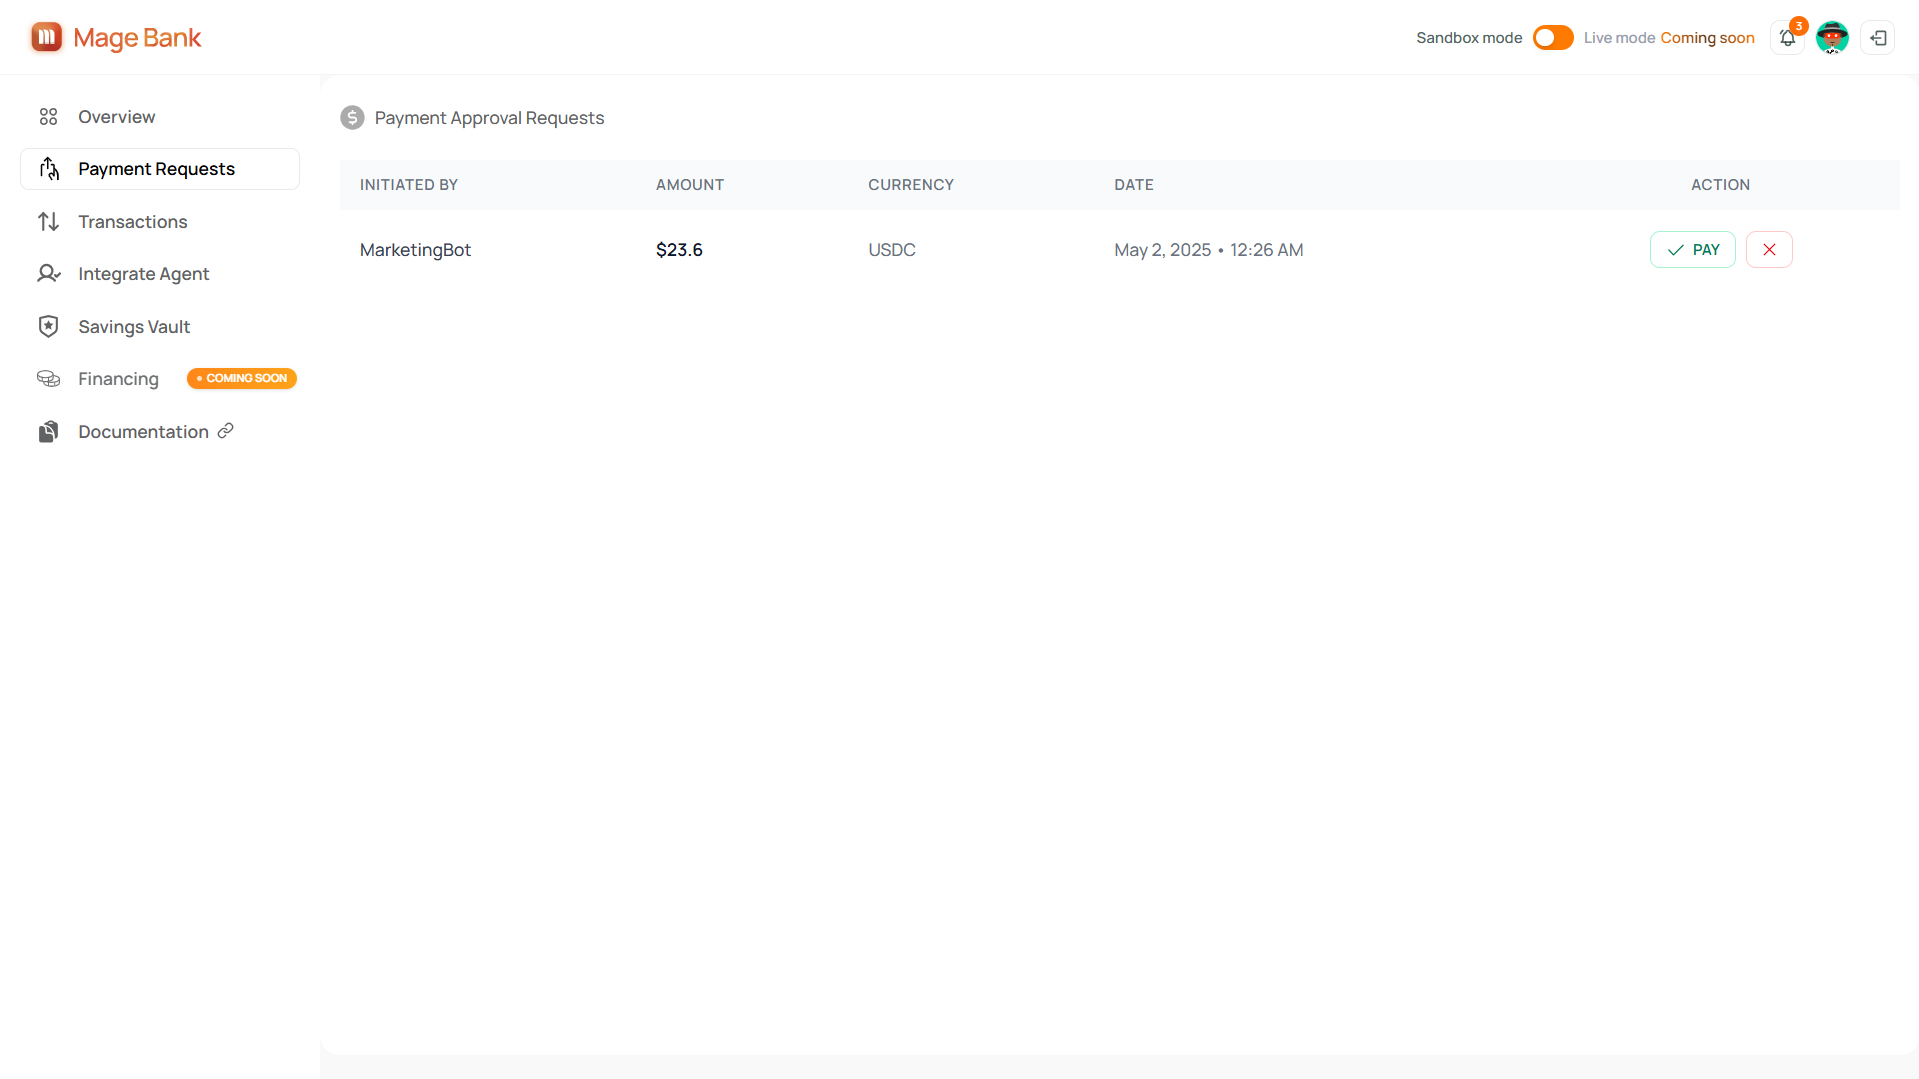 m Mage Bank
Sandbox mode Live mode Coming soon 3
Overview
Payment Requests
Transactions
Integrate Agent
Savings Vault
Financing COMING SOON
Documentation
$ Payment Approval Requests
INITIATED BY AMOUNT CURRENCY DATE ACTION
MarketingBot $23.6 USDC May 2, 2025 • 12:26 AM PAY